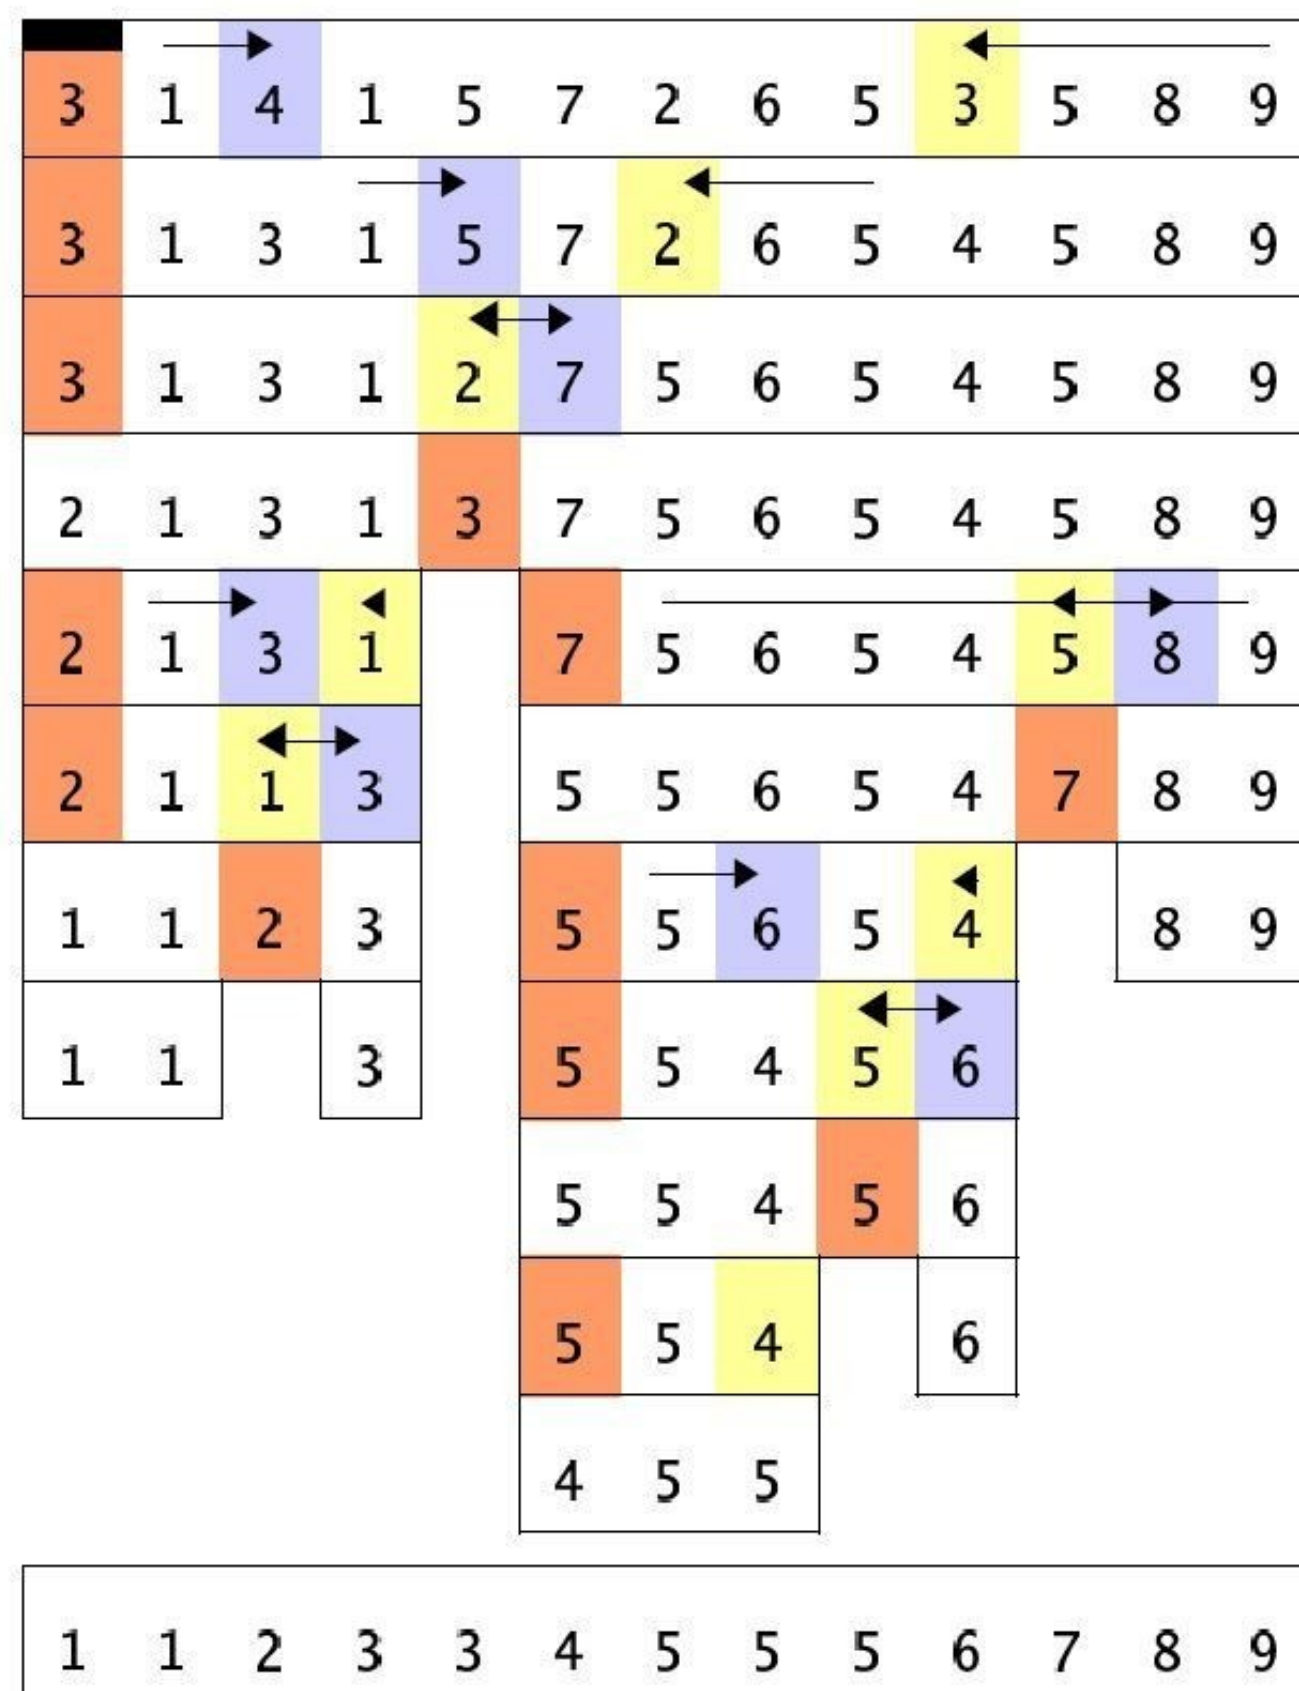 3 1 4 1 5 7 2 6 5 3 5 8 9
3 1 3 1 5 7 2 6 5 4 5 8 9
3 1 3 1 2 7 5 6 5 4 5 8 9
2 1 3 1 3 7 5 6 5 4 5 8 9
2 1 3 1 7 5 6 5 4 5 8 9
2 1 1 3 5 5 6 5 4 7 8 9
1 1 2 3 5 5 6 5 4 8 9
1 1 3 5 5 4 5 6
5 5 4 5 6
5 5 4 6
4 5 5
1 1 2 3 3 4 5 5 5 6 7 8 9